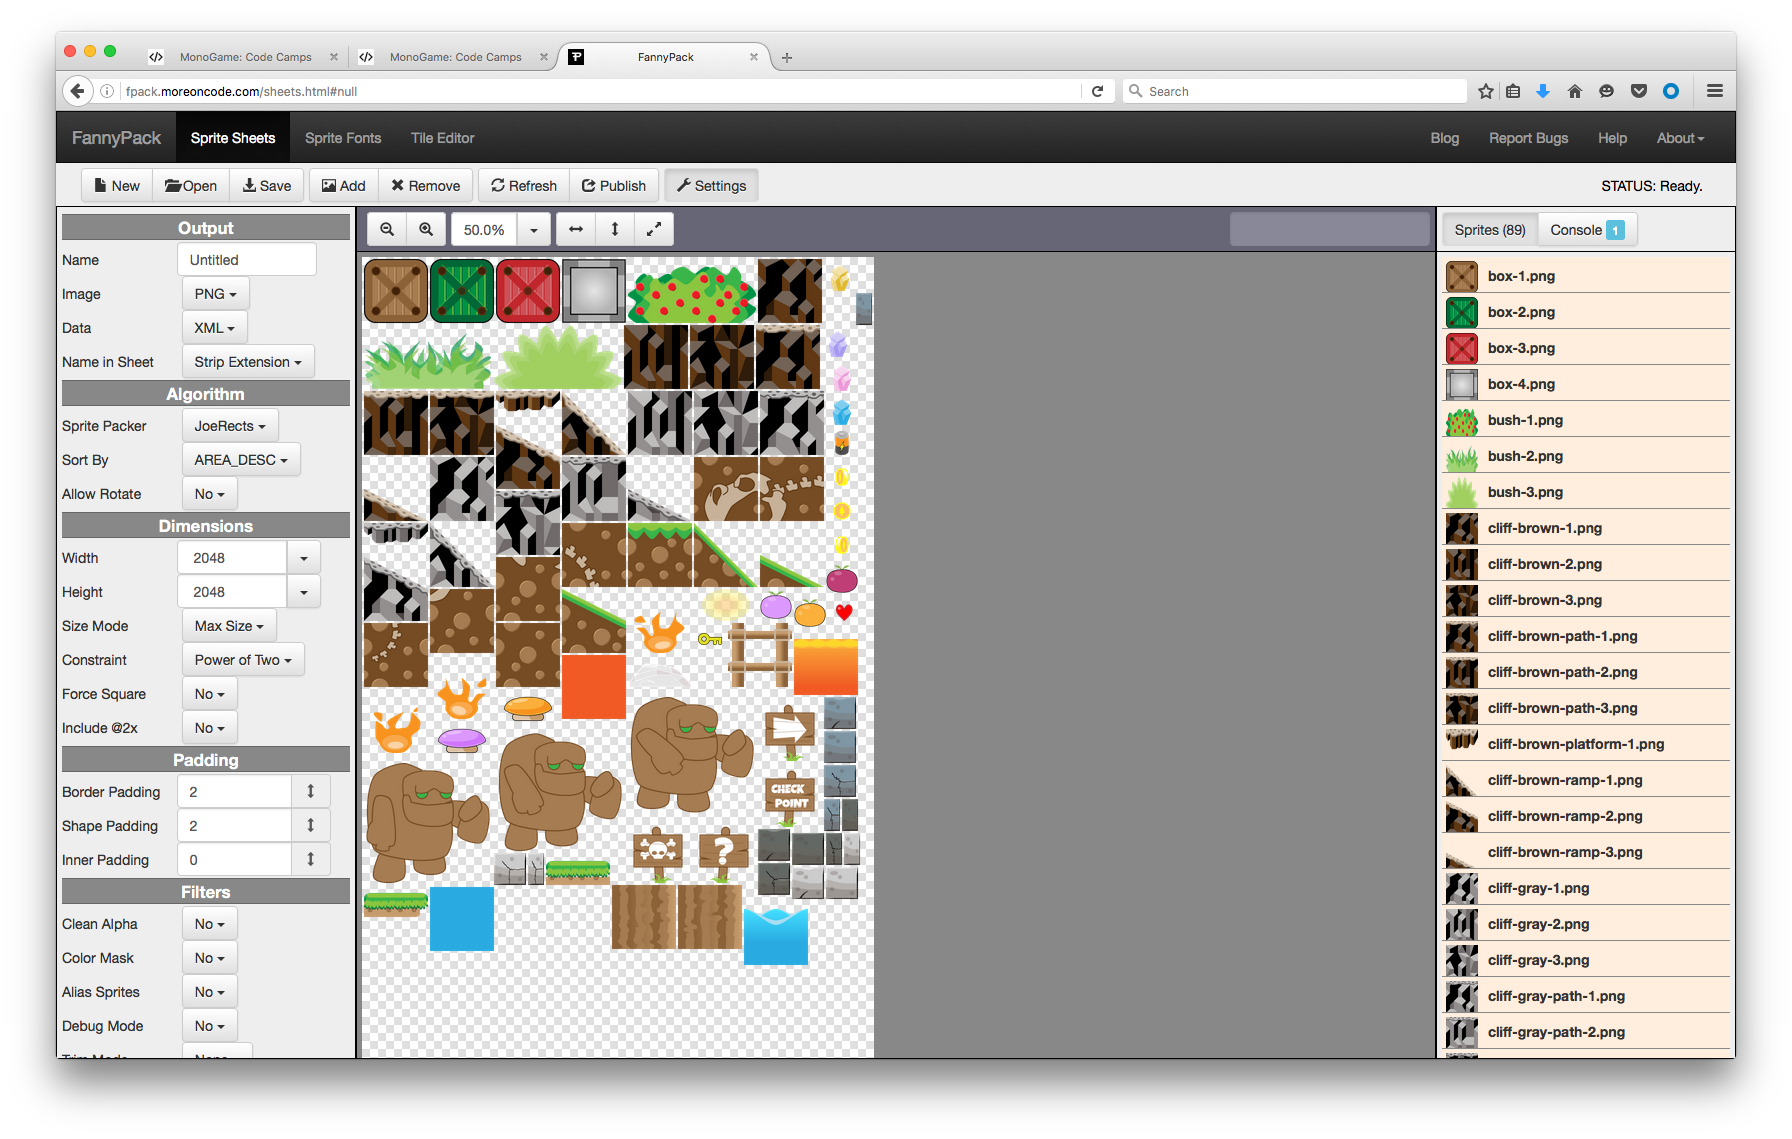 MonoGame: Code Camps
MonoGame: Code Camps
FannyPack
fpack.moreoncode.com/sheets.html#null
Search
FannyPack
Sprite Sheets
Sprite Fonts
Tile Editor
Blog
Report Bugs
Help
About
New
Open
Save
Add
Remove
Refresh
Publish
Settings
STATUS: Ready.
Output
Name Untitled
Image PNG
Data XML
Name in Sheet Strip Extension
Algorithm
Sprite Packer JoeRects
Sort By AREA_DESC
Allow Rotate No
Dimensions
Width 2048
Height 2048
Size Mode Max Size
Constraint Power of Two
Force Square No
Include @2x No
Padding
Border Padding 2
Shape Padding 2
Inner Padding 0
Filters
Clean Alpha No
Color Mask No
Alias Sprites No
Debug Mode No
Trim Mode None
50.0%
CHECK
POINT
?
Sprites (89)
Console 1
box-1.png
box-2.png
box-3.png
box-4.png
bush-1.png
bush-2.png
bush-3.png
cliff-brown-1.png
cliff-brown-2.png
cliff-brown-3.png
cliff-brown-path-1.png
cliff-brown-path-2.png
cliff-brown-path-3.png
cliff-brown-platform-1.png
cliff-brown-ramp-1.png
cliff-brown-ramp-2.png
cliff-brown-ramp-3.png
cliff-gray-1.png
cliff-gray-2.png
cliff-gray-3.png
cliff-gray-path-1.png
cliff-gray-path-2.png